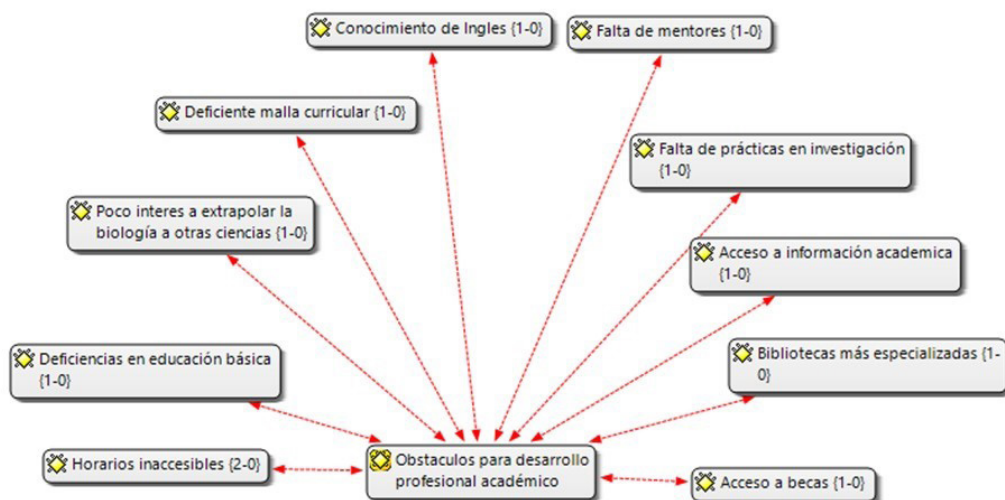 Conocimiento de Ingles {1-0}
Falta de mentores {1-0}
Deficiente malla curricular {1-0}
Falta de prácticas en investigación
{1-0}
Poco interes a extrapolar la
biología a otras ciencias {1-0}
Acceso a información academica
{1-0}
Deficiencias en educación básica
{1-0}
Bibliotecas más especializadas {1-
0}
Horarios inaccesibles {2-0}
Obstaculos para desarrollo
profesional académico
Acceso a becas {1-0}